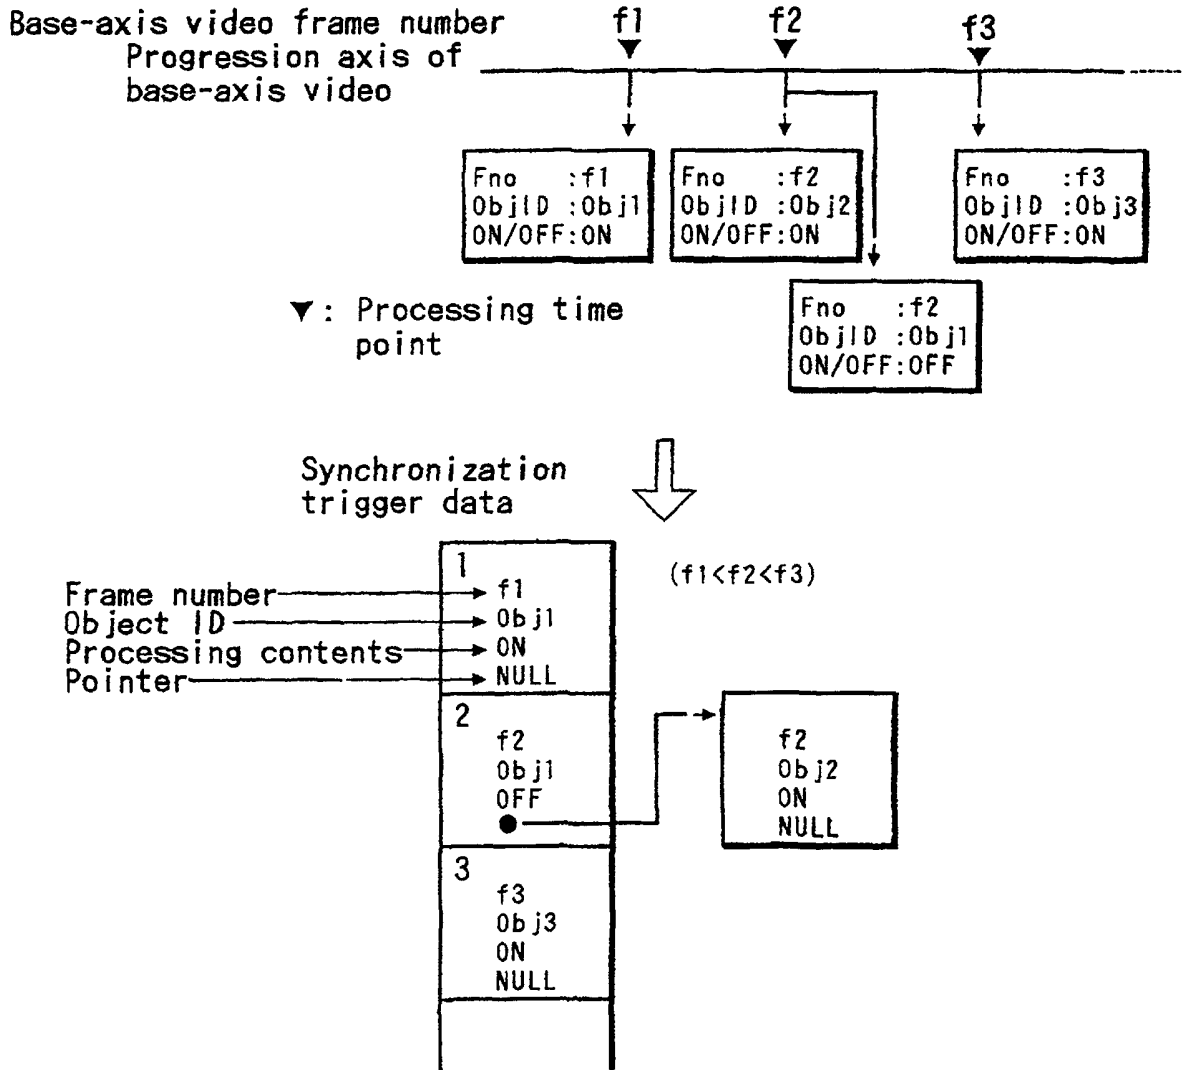 Base-axis video frame number
f1 f2 f3
Progression axis of
base-axis video
Fno :f1
ObjID :Obj1
ON/OFF:ON
Fno :f2
ObjID :Obj2
ON/OFF:ON
Fno :f3
ObjID :Obj3
ON/OFF:ON
Fno :f2
ObjID :Obj1
ON/OFF:OFF
▼: Processing time
point
Synchronization
trigger data
(f1<f2<f3)
Frame number
Object ID
Processing contents
Pointer
1
f1
Obj1
ON
NULL
2
f2
Obj1
OFF
f2
Obj2
ON
NULL
3
f3
Obj3
ON
NULL